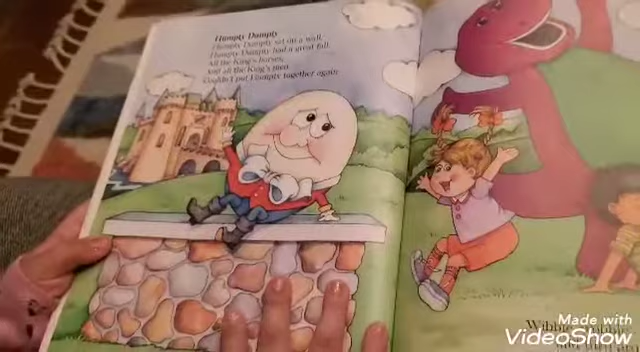 Humpty Dumpty
Humpty Dumpty sat on a wall,
Humpty Dumpty had a great fall.
All the King's horses,
And all the King's men
Couldn't put Humpty together again.
Made with
VideoShow